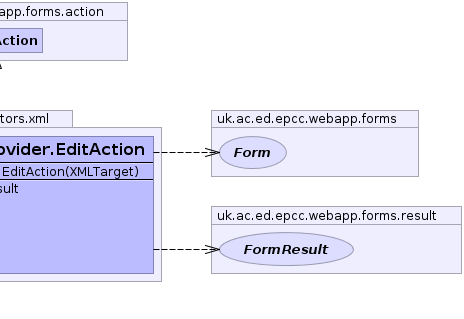 app.forms.action
Action
tors.xml
uk.ac.ed.epcc.webapp.forms
ovider.EditAction
Form
EditAction(XMLTarget)
sult
uk.ac.ed.epcc.webapp.forms.result
FormResult